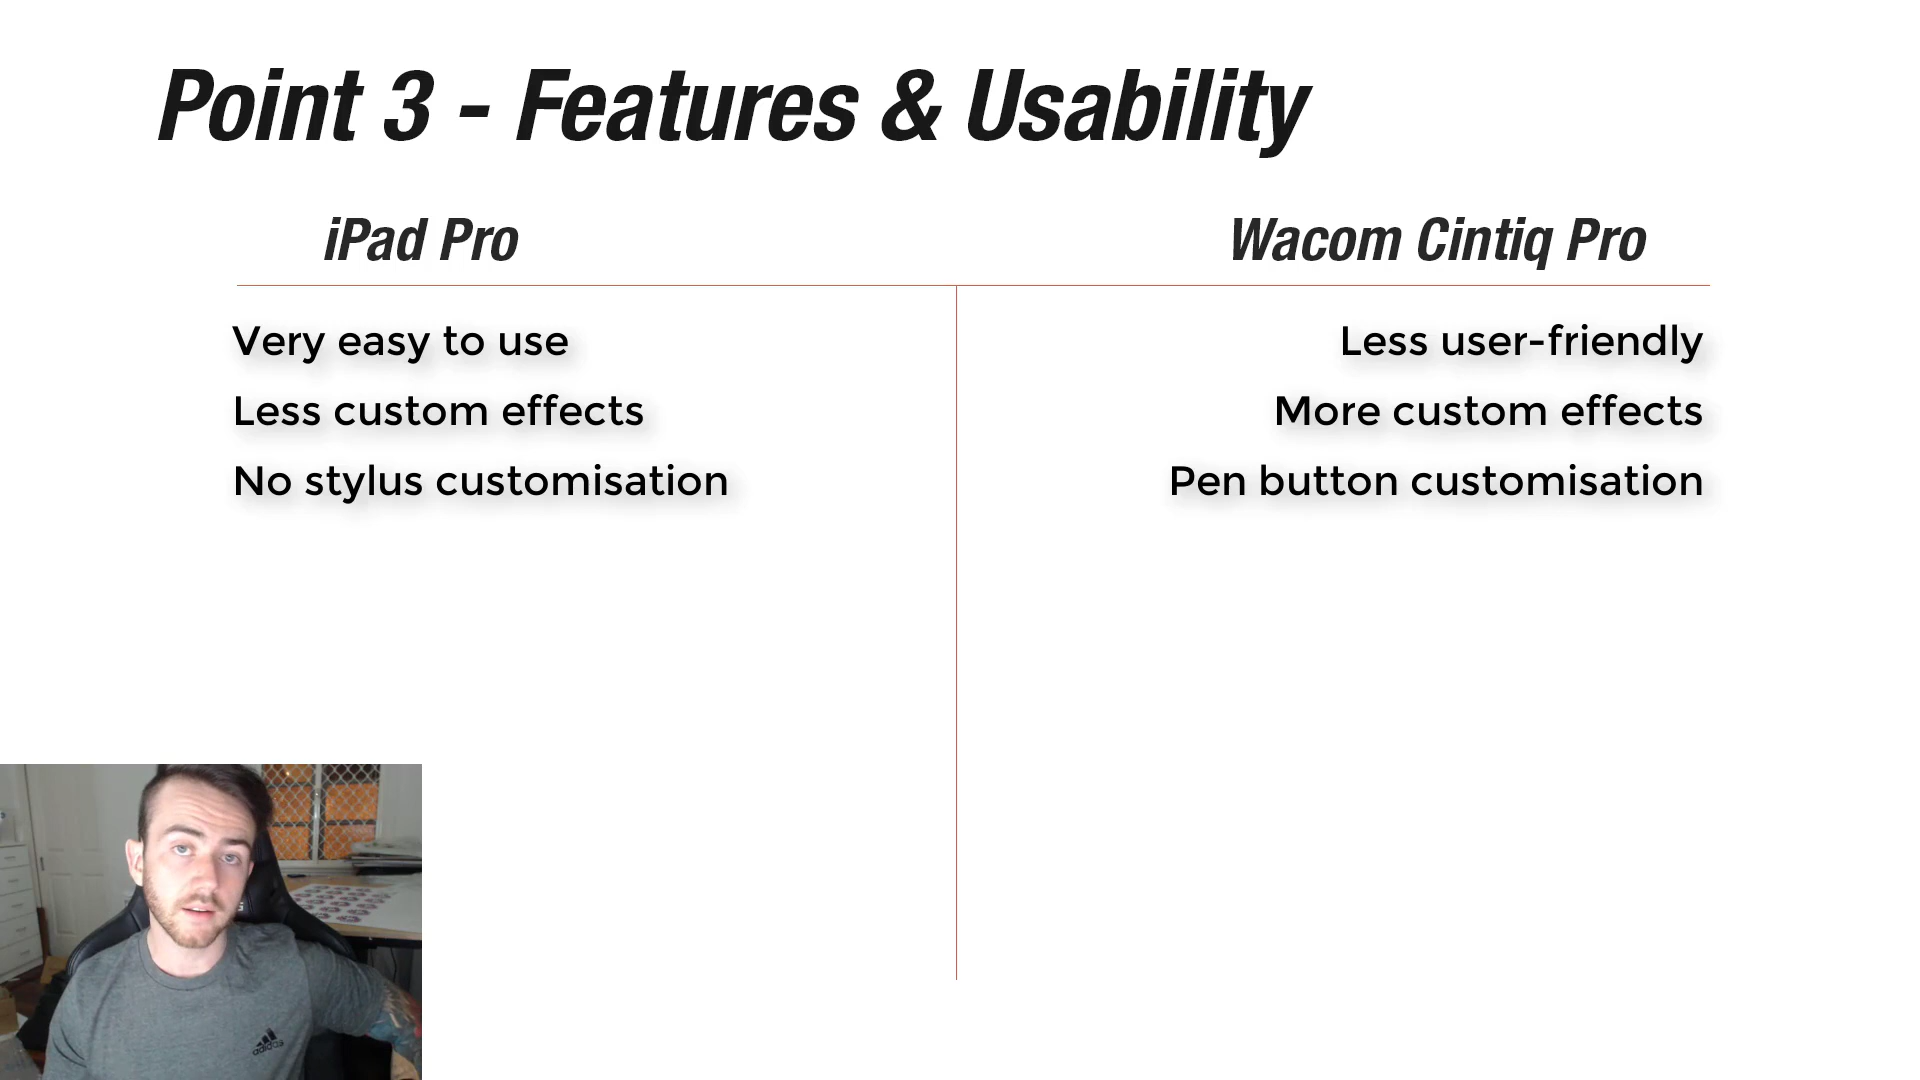 Point 3 - Features & Usability
iPad Pro
Wacom Cintiq Pro
Very easy to use
Less custom effects
No stylus customisation
Less user-friendly
More custom effects
Pen button customisation
adidas